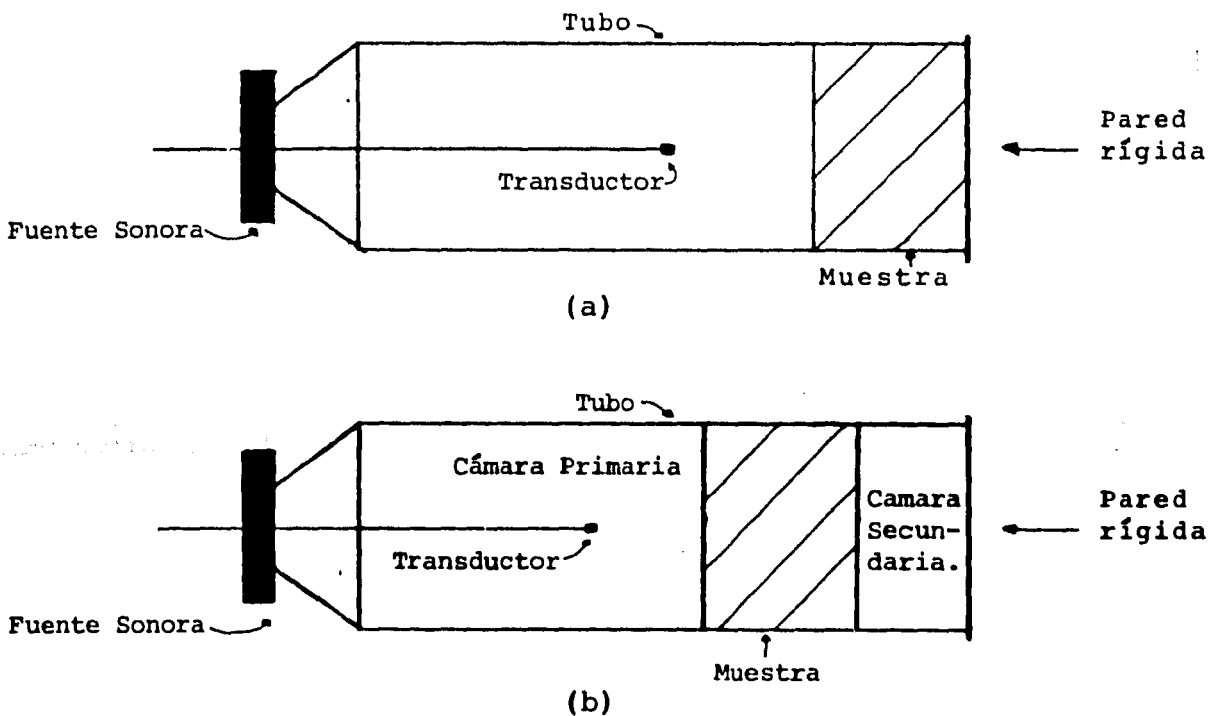 Tubo
Transductor
Pared
rígida
Fuente Sonora
Muestra
(a)
Tubo
Cámara Primaria
Camara
Secun-
daria.
Pared
rígida
Transductor
Fuente Sonora
Muestra
(b)